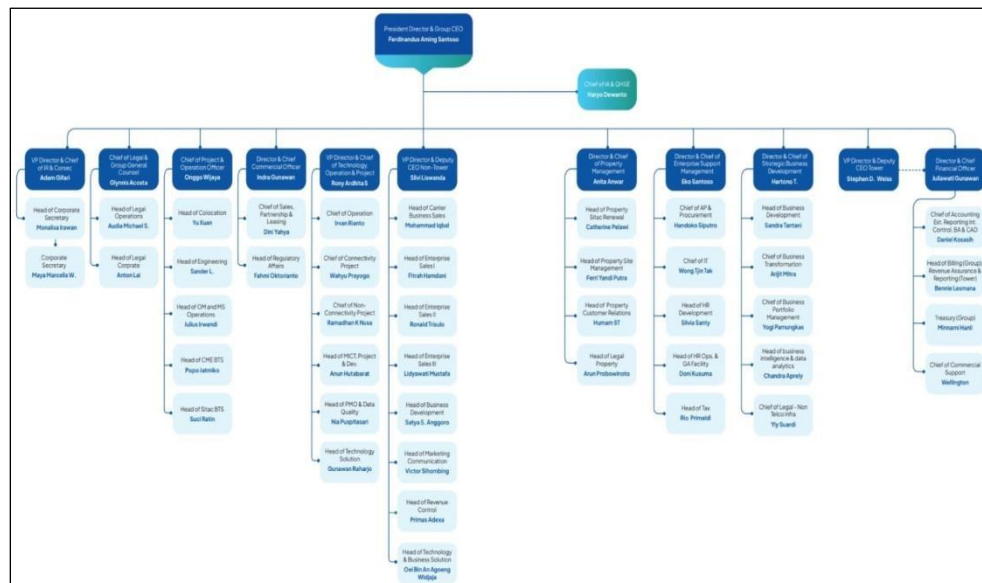 President Director & Group CEO
Ferdinandus Aming Santoso
Chief of IA & QHSE
Haryo Dewanto
VP Director & Chief
of IR & Corsec
Adam Gifari
Head of Corporate
Secretary
Monalisa Irawan
Corporate
Secretary
Maya Marcella W.
Chief of Legal &
Group General
Counsel
Glynnis Acosta
Head of Legal
Operations
Audia Michael S.
Head of Legal
Corporate
Anton Lai
Chief of Project &
Operation Officer
Onggo Wijaya
Head of Colocation
Yu Xuan
Head of Engineering
Sander L.
Head of OM and MS
Operations
Julius Irwandi
Head of CME BTS
Popo Jatmiko
Head of Sitac BTS
Suci Ratin
Director & Chief
Commercial Officer
Indra Gunawan
Chief of Sales,
Partnership &
Leasing
Dini Yahya
Head of Regulatory
Affairs
Fahmi Oktorianto
VP Director & Chief
of Technology,
Operation & Project
Rony Ardhita S
Chief of Operation
Irvan Rianto
Chief of Connectivity
Project
Wahyu Prayogo
Chief of Non-
Connectivity Project
Ramadhan K Nusa
Head of MICT, Project
& Dev.
Anun Hutabarat
Head of PMO & Data
Quality
Nia Puspitasari
Head of Technology
Solution
Gunawan Raharjo
VP Director & Deputy
CEO Non-Tower
Silvi Liswanda
Head of Carrier
Business Sales
Mohammad Iqbal
Head of Enterprise
Sales I
Fitrah Hamdani
Head of Enterprise
Sales II
Ronald Trisulo
Head of Enterprise
Sales III
Lidyawati Mustafa
Head of Business
Development
Satya S. Anggoro
Head of Marketing
Communication
Victor Sihombing
Head of Revenue
Control
Primus Adexa
Head of Technology
& Business Solution
Oei Bin An Agoeng
Widjaja
Director & Chief
of Property
Management
Anita Anwar
Head of Property
Sitac Renewal
Catherine Pelawi
Head of Property Site
Management
Ferri Yandi Putra
Head of Property
Customer Relations
Humam ST
Head of Legal
Property
Arun Probowinoto
Director & Chief of
Enterprise Support
Management
Eko Santoso
Chief of AP &
Procurement
Handoko Siputro
Chief of IT
Wong Tjin Tak
Head of HR
Development
Silvia Santy
Head of HR Ops, &
GA Facility
Doni Kusuma
Head of Tax
Rio Primaldi
Director & Chief of
Strategic Business
Development
Hartono T.
Head of Business
Development
Sandra Tantani
Chief of Business
Transformation
Arijit Mitra
Chief of Business
Portfolio
Management
Yogi Pamungkas
Head of business
intelligence & data
analytics
Chandra Aprely
Chief of Legal - Non
Telco Infra
Yly Suardi
VP Director & Deputy
CEO Tower
Stephen D. Weiss
Director & Chief
Financial Officer
Juliawati Gunawan
Chief of Accounting
Ext. Reporting Int.
Control, BA & CAD
Daniel Kosasih
Head of Billing (Group)
Revenue Assurance &
Reporting (Tower)
Bennie Lesmana
Treasury (Group)
Minnarni Hanli
Chief of Commercial
Support
Wellington